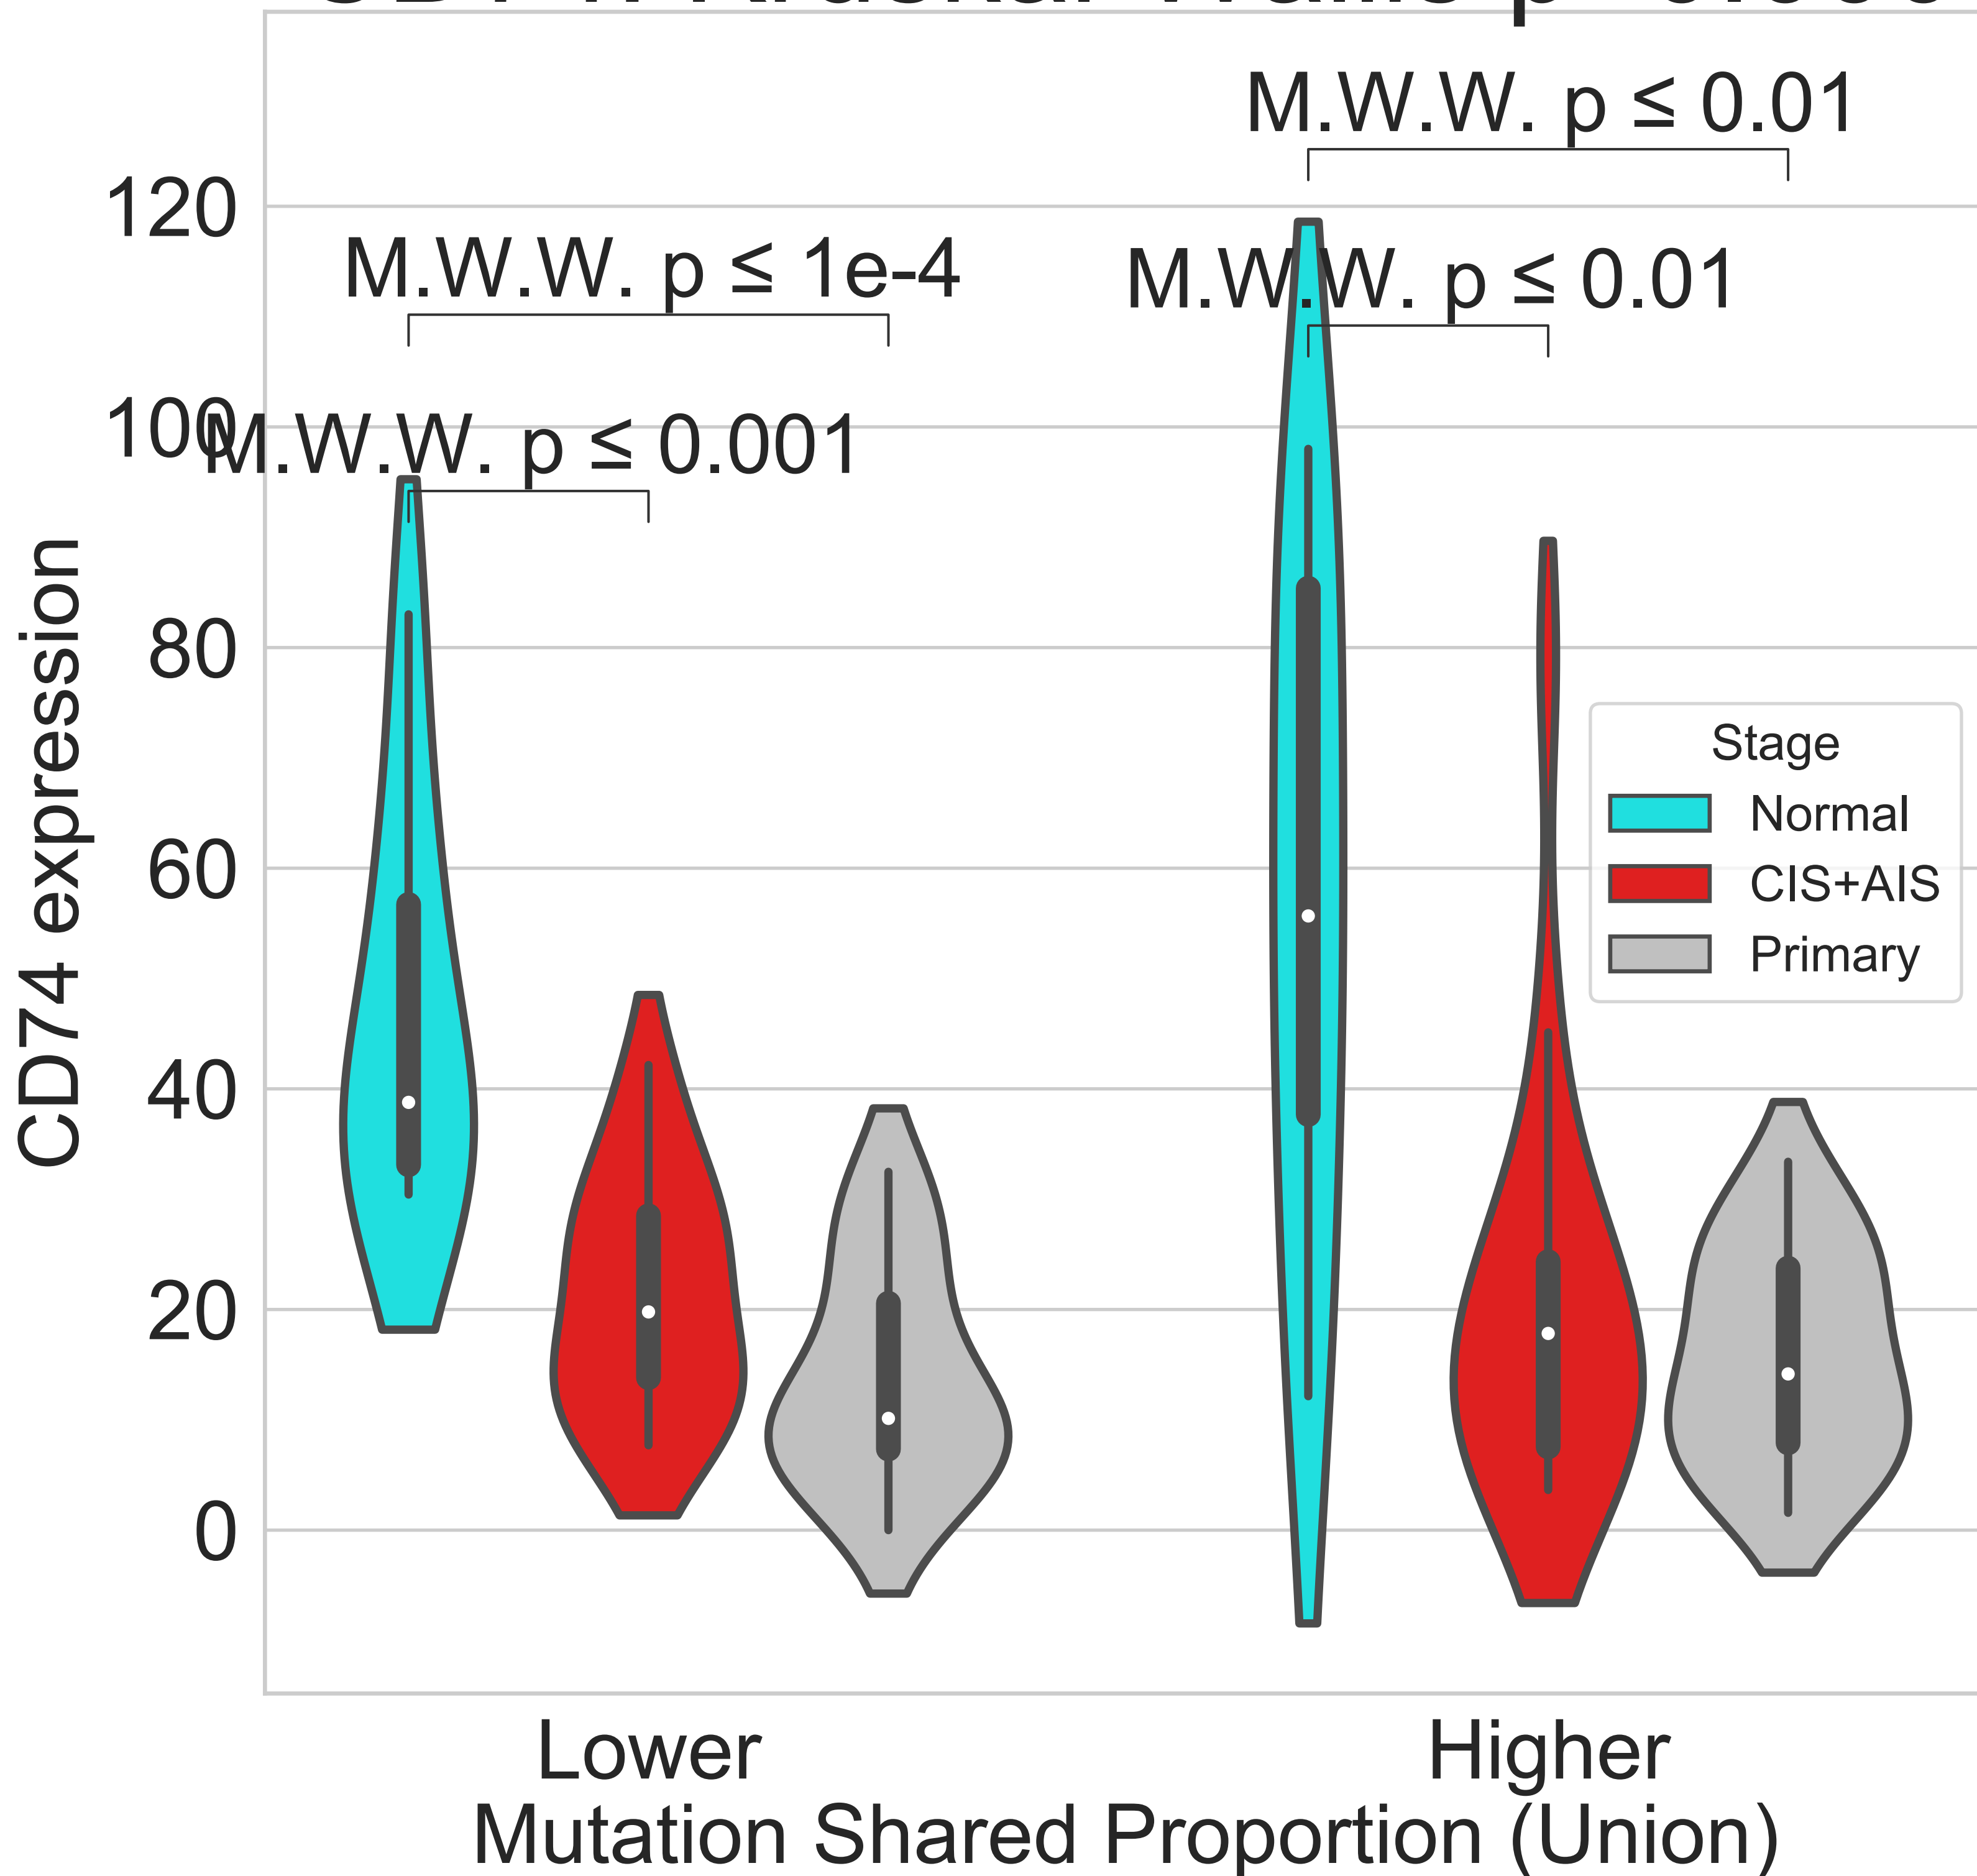 M.W.W. p ≤ 0.01
120
M.W.W. p ≤ 1e-4
M.W.W. p ≤ 0.01
100
M.W.W. p ≤ 0.001
80
60
40
20
0
CD74 expression
Stage
Normal
CIS+AIS
Primary
Lower
Higher
Mutation Shared Proportion (Union)